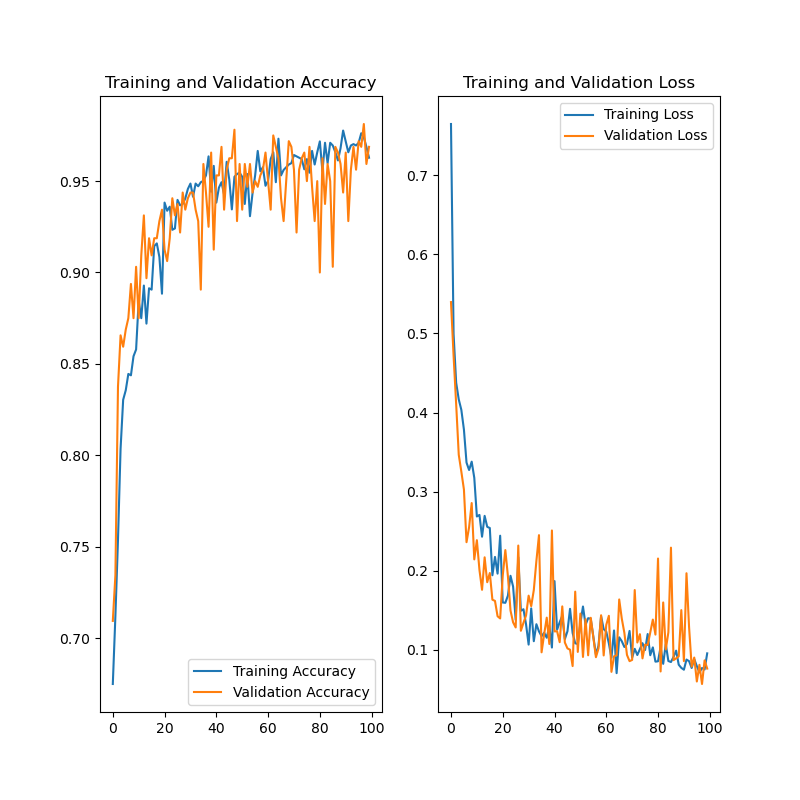 Training and Validation Accuracy
0.95
0.90
0.85
0.80
0.75
0.70
Training Accuracy
Validation Accuracy
0 20 40 60 80 100
Training and Validation Loss
Training Loss
Validation Loss
0.7
0.6
0.5
0.4
0.3
0.2
0.1
0 20 40 60 80 100